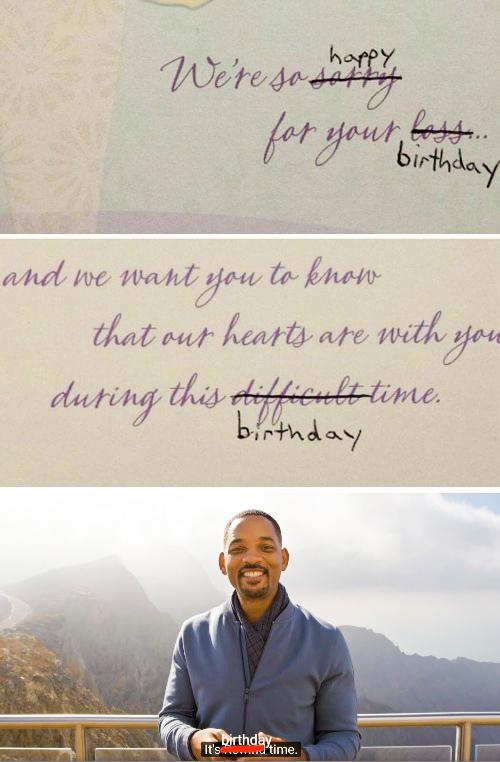 happy
We're so sorry
for your loss...
birthday
and we want you to know
that our hearts are with you
during this difficult time.
birthday
birthday
It's Rewind time.